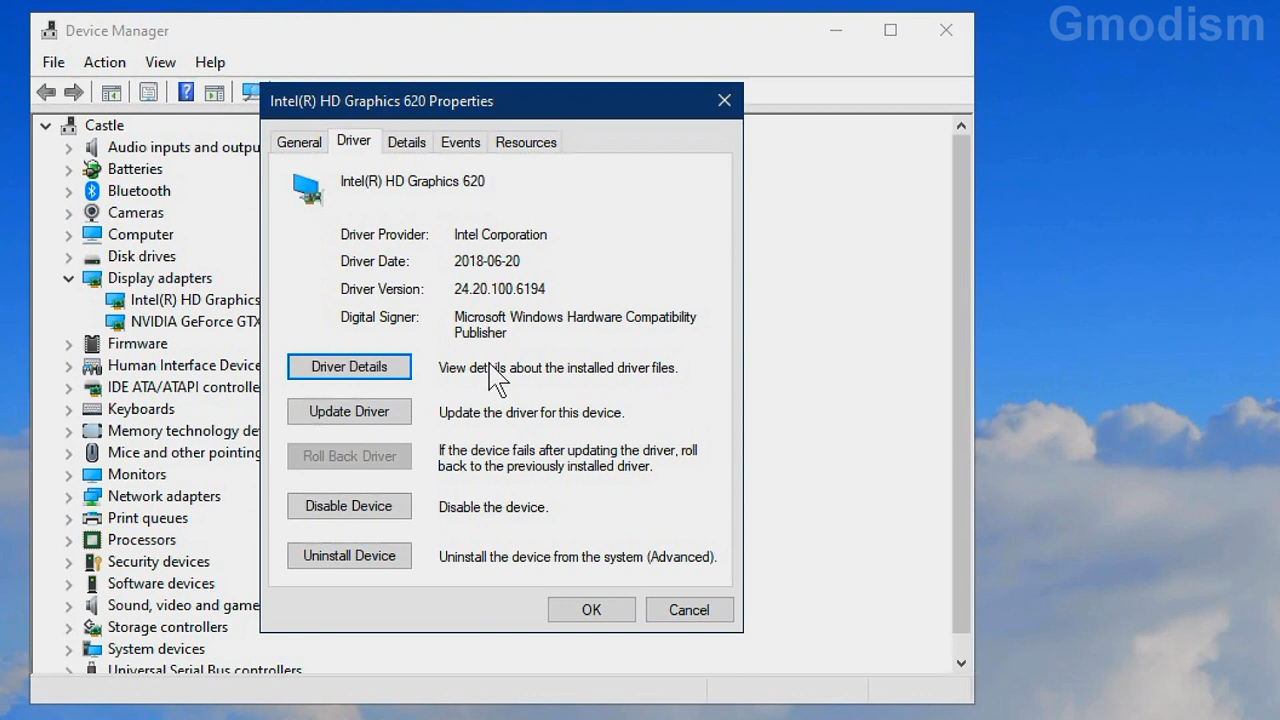 Gmodism
Device Manager
File Action View Help
Intel(R) HD Graphics 620 Properties
General Driver Details Events Resources
Intel(R) HD Graphics 620
Driver Provider: Intel Corporation
Driver Date: 2018-06-20
Driver Version: 24.20.100.6194
Digital Signer: Microsoft Windows Hardware Compatibility
Publisher
Driver Details View details about the installed driver files.
Update Driver Update the driver for this device.
Roll Back Driver If the device fails after updating the driver, roll
back to the previously installed driver.
Disable Device Disable the device.
Uninstall Device Uninstall the device from the system (Advanced).
OK Cancel
Castle
Audio inputs and outpu
Batteries
Bluetooth
Cameras
Computer
Disk drives
Display adapters
Intel(R) HD Graphics
NVIDIA GeForce GTX
Firmware
Human Interface Device
IDE ATA/ATAPI controlle
Keyboards
Memory technology de
Mice and other pointing
Monitors
Network adapters
Print queues
Processors
Security devices
Software devices
Sound, video and game
Storage controllers
System devices
Universal Serial Bus controllers